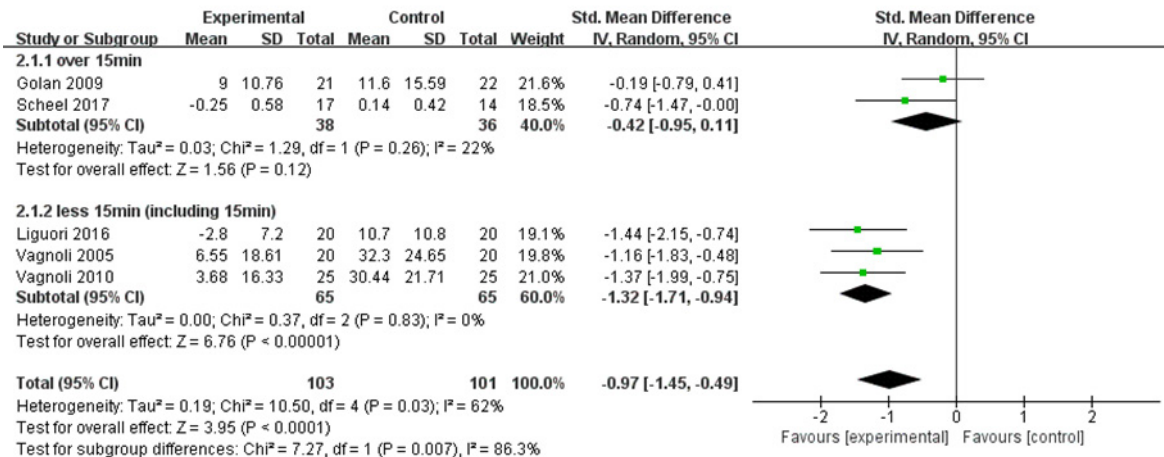 Experimental Control Std. Mean Difference Std. Mean Difference
Study or Subgroup Mean SD Total Mean SD Total Weight IV, Random, 95% CI IV, Random, 95% CI
2.1.1 over 15min
Golan 2009 9 10.76 21 11.6 15.59 22 21.6% -0.19 [-0.79, 0.41]
Scheel 2017 -0.25 0.58 17 0.14 0.42 14 18.5% -0.74 [-1.47, -0.00]
Subtotal (95% CI) 38 36 40.0% -0.42 [-0.95, 0.11]
Heterogeneity: Tau² = 0.03; Chi² = 1.29, df = 1 (P = 0.26); I² = 22%
Test for overall effect: Z = 1.56 (P = 0.12)
2.1.2 less 15min (including 15min)
Liguori 2016 -2.8 7.2 20 10.7 10.8 20 19.1% -1.44 [-2.15, -0.74]
Vagnoli 2005 6.55 18.61 20 32.3 24.65 20 19.8% -1.16 [-1.83, -0.48]
Vagnoli 2010 3.68 16.33 25 30.44 21.71 25 21.0% -1.37 [-1.99, -0.75]
Subtotal (95% CI) 65 65 60.0% -1.32 [-1.71, -0.94]
Heterogeneity: Tau² = 0.00; Chi² = 0.37, df = 2 (P = 0.83); I² = 0%
Test for overall effect: Z = 6.76 (P < 0.00001)
Total (95% CI) 103 101 100.0% -0.97 [-1.45, -0.49]
Heterogeneity: Tau² = 0.19; Chi² = 10.50, df = 4 (P = 0.03); I² = 62%
Test for overall effect: Z = 3.95 (P < 0.0001)
Test for subgroup differences: Chi² = 7.27, df = 1 (P = 0.007), I² = 86.3%
-2 -1 0 1 2
Favours [experimental] Favours [control]